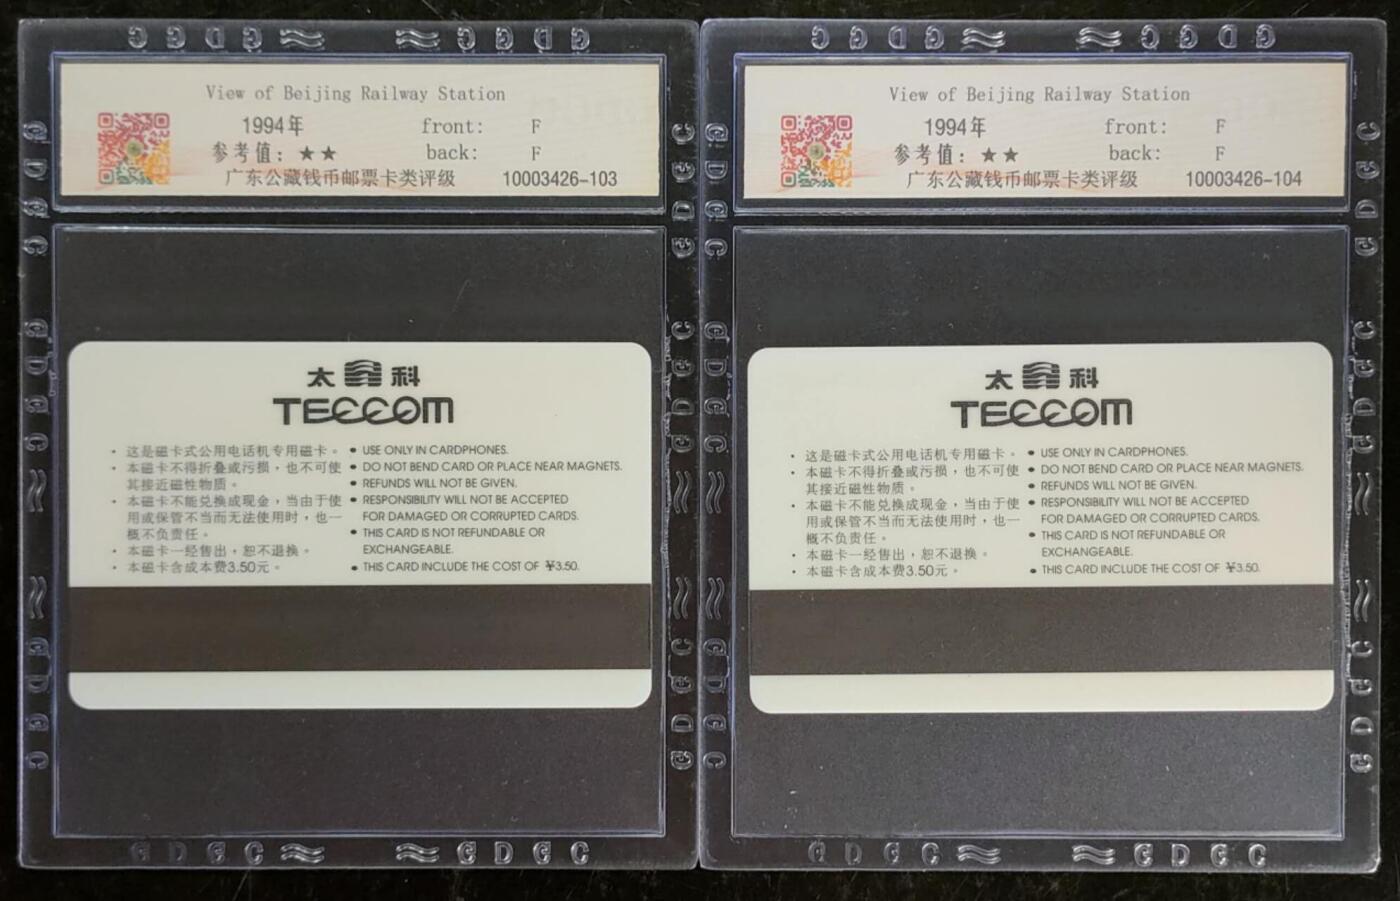 GDGC
GDGC
GDGC
GDGC
View of Beijing Railway Station
1994年 front: F
参考值：★★ back: F
广东公藏钱币邮票卡类评级 10003426-103
太 科
TECCOM
• 这是磁卡式公用电话机专用磁卡。
• 本磁卡不得折叠或污损，也不可使
其接近磁性物质。
• 本磁卡不能兑换成现金，当由于使
用或保管不当而无法使用时，也一
概不负责任。
• 本磁卡一经售出，恕不退换。
• 本磁卡含成本费3.50元。
• USE ONLY IN CARDPHONES.
• DO NOT BEND CARD OR PLACE NEAR MAGNETS.
• REFUNDS WILL NOT BE GIVEN.
• RESPONSIBILITY WILL NOT BE ACCEPTED
FOR DAMAGED OR CORRUPTED CARDS.
• THIS CARD IS NOT REFUNDABLE OR
EXCHANGEABLE.
• THIS CARD INCLUDE THE COST OF ¥3.50.
GDGC
GDGC
View of Beijing Railway Station
1994年 front: F
参考值：★★ back: F
广东公藏钱币邮票卡类评级 10003426-104
太 科
TECCOM
• 这是磁卡式公用电话机专用磁卡。
• 本磁卡不得折叠或污损，也不可使
其接近磁性物质。
• 本磁卡不能兑换成现金，当由于使
用或保管不当而无法使用时，也一
概不负责任。
• 本磁卡一经售出，恕不退换。
• 本磁卡含成本费3.50元。
• USE ONLY IN CARDPHONES.
• DO NOT BEND CARD OR PLACE NEAR MAGNETS.
• REFUNDS WILL NOT BE GIVEN.
• RESPONSIBILITY WILL NOT BE ACCEPTED
FOR DAMAGED OR CORRUPTED CARDS.
• THIS CARD IS NOT REFUNDABLE OR
EXCHANGEABLE.
• THIS CARD INCLUDE THE COST OF ¥3.50.
GDGC
GDGC